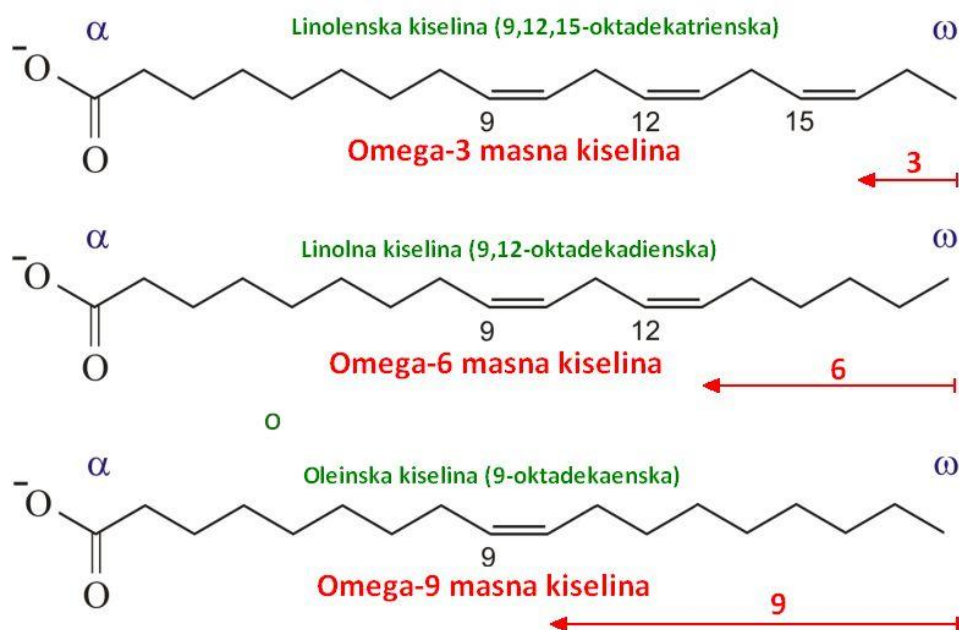 α Linolenska kiselina (9,12,15-oktadekatrienska) ω
⁻O
9 12 15
O Omega-3 masna kiselina
3
α Linolna kiselina (9,12-oktadekadienska) ω
⁻O
9 12
O Omega-6 masna kiselina
6
o
α Oleinska kiselina (9-oktadekaenska) ω
⁻O
9
O Omega-9 masna kiselina
9